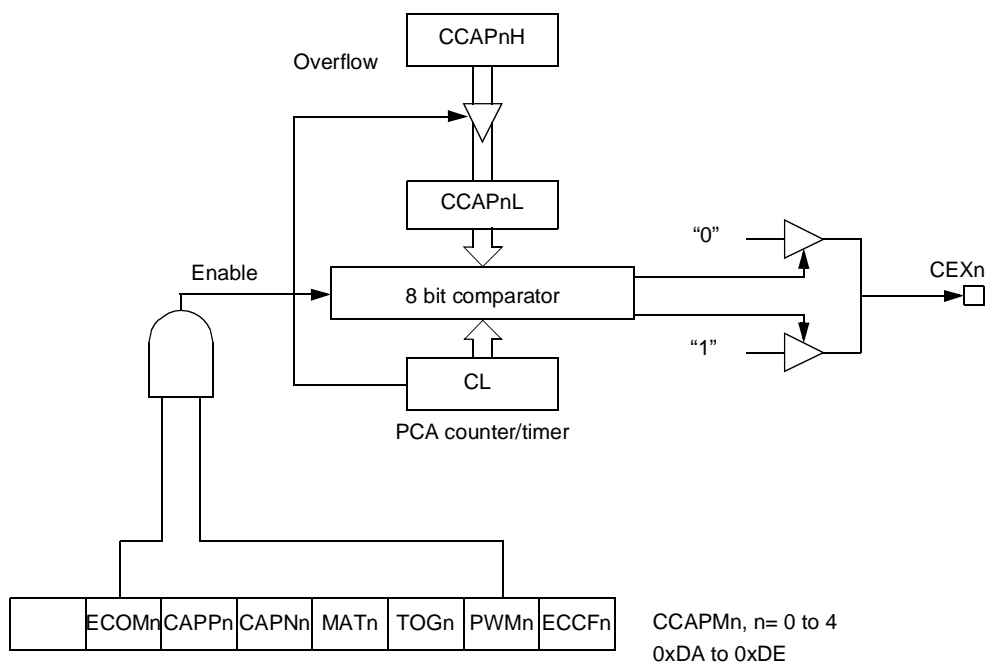 CCAPnH
Overflow
CCAPnL
“0”
CEXn
Enable
8 bit comparator
“1”
CL
PCA counter/timer
ECOMn CAPPn CAPNn MATn TOGn PWMn ECCFn
CCAPMn, n= 0 to 4
0xDA to 0xDE